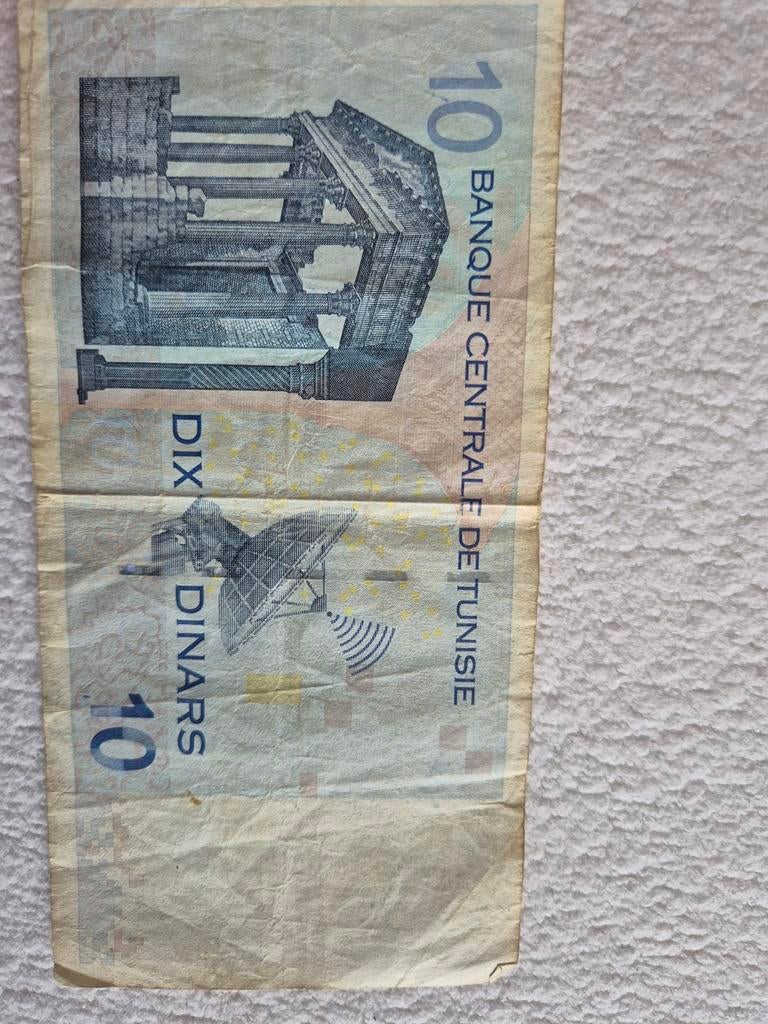 10
BANQUE CENTRALE DE TUNISIE
DIX DINARS
10